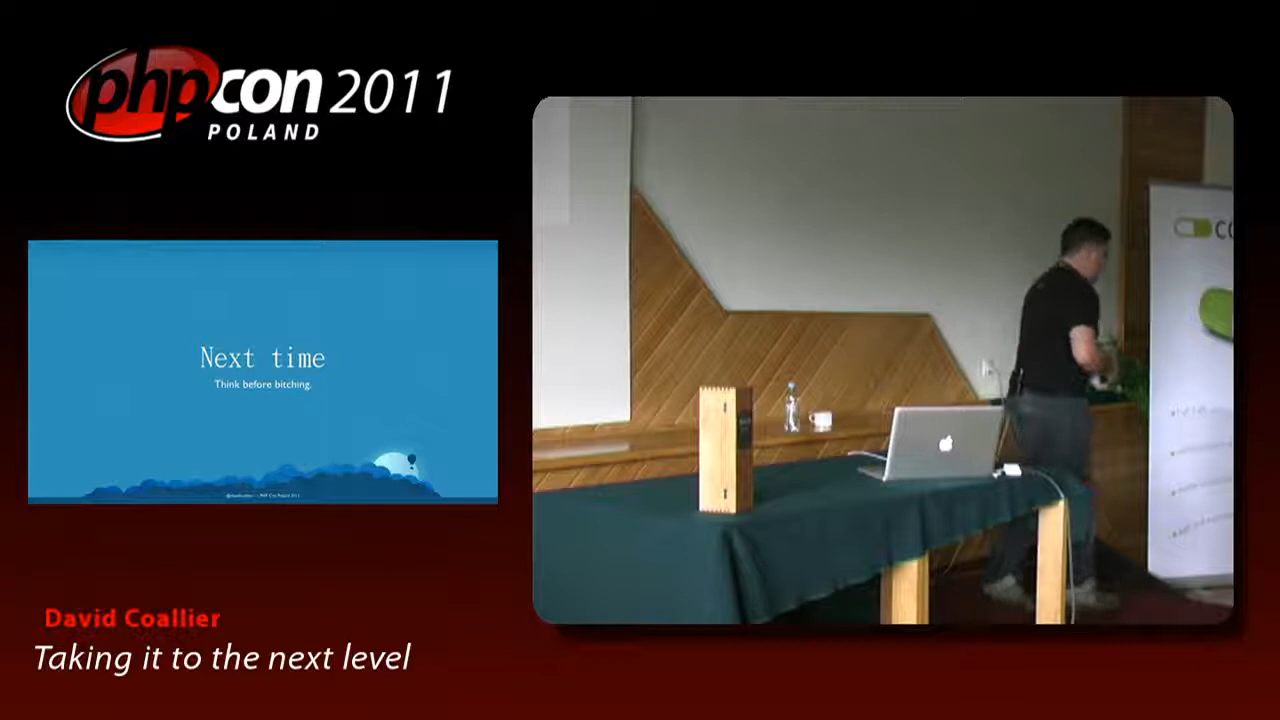 phpcon 2011
POLAND
Next time
Think before bitching.
David Coallier
Taking it to the next level